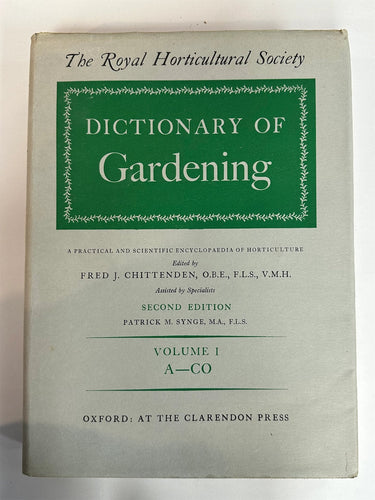 The Royal Horticultural Society
DICTIONARY OF
Gardening
A PRACTICAL AND SCIENTIFIC ENCYCLOPAEDIA OF HORTICULTURE
Edited by
FRED J. CHITTENDEN, O.B.E., F.L.S., V.M.H.
Assisted by Specialists
SECOND EDITION
PATRICK M. SYNGE, M.A., F.L.S.
VOLUME I
A—CO
OXFORD: AT THE CLARENDON PRESS